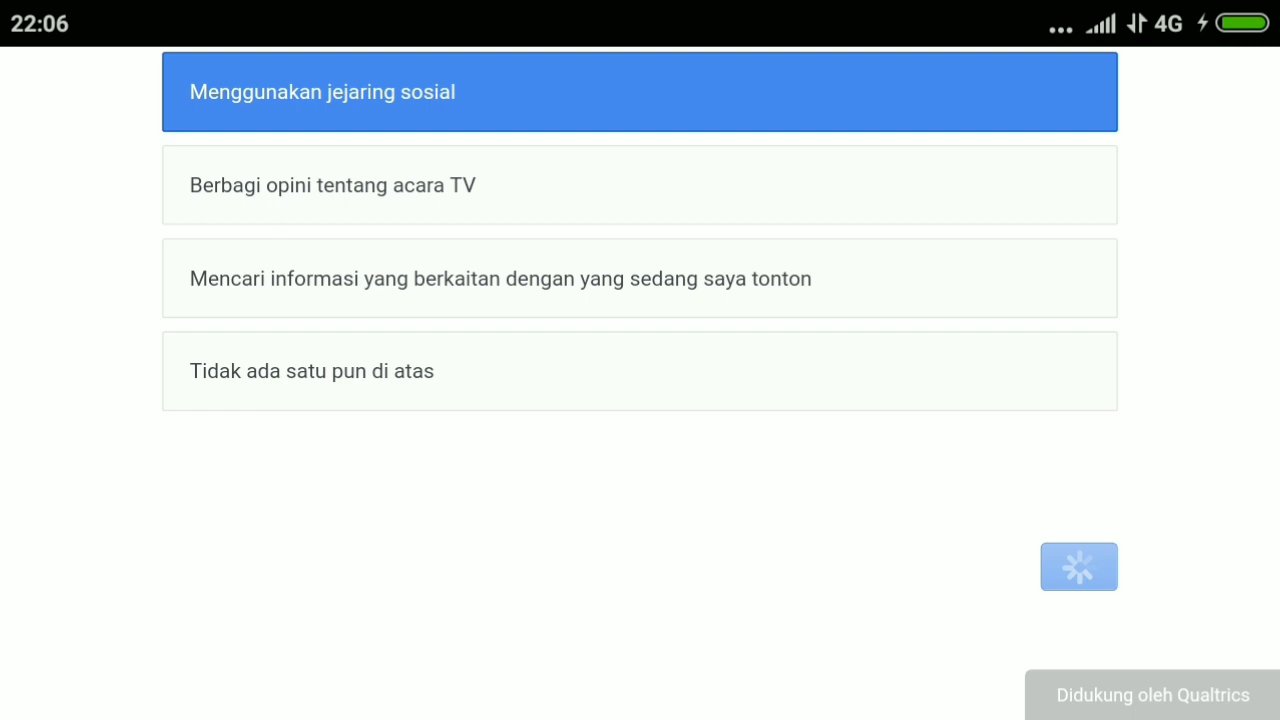 22:06
4G
Menggunakan jejaring sosial
Berbagi opini tentang acara TV
Mencari informasi yang berkaitan dengan yang sedang saya tonton
Tidak ada satu pun di atas
Didukung oleh Qualtrics